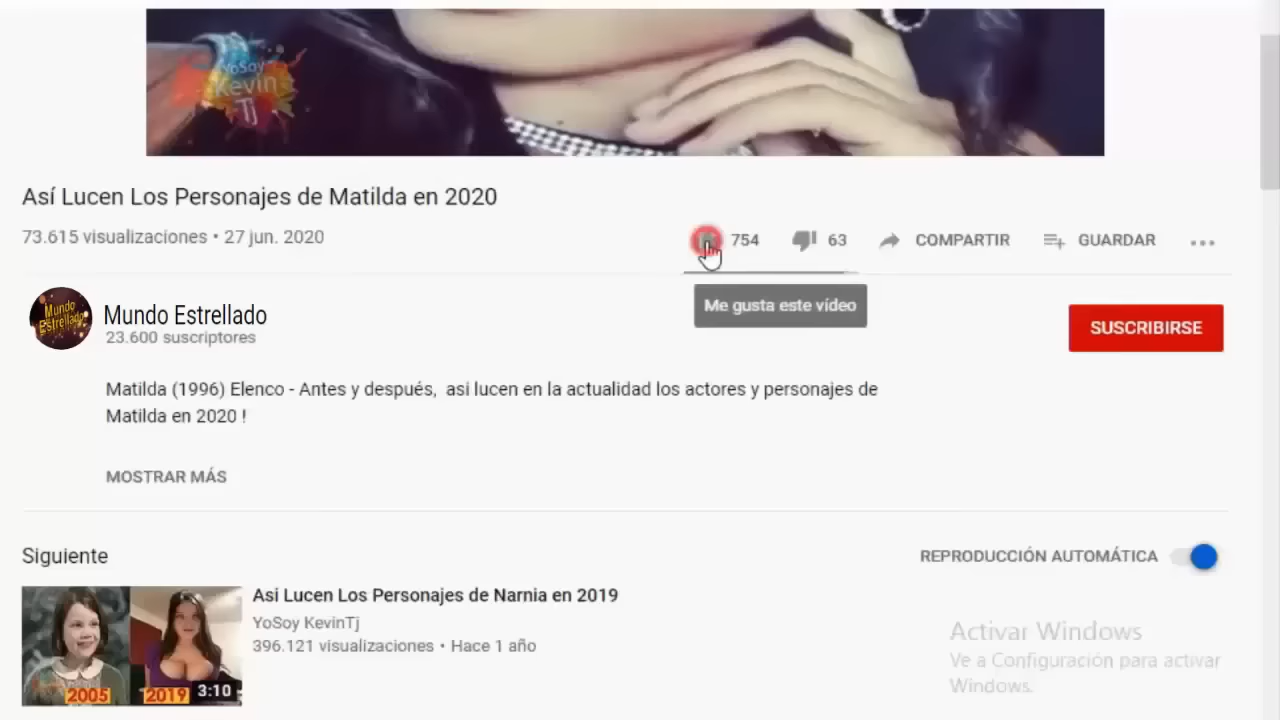 YoSoy
Kevin
Tj
Así Lucen Los Personajes de Matilda en 2020
73.615 visualizaciones • 27 jun. 2020
754
63
COMPARTIR
GUARDAR
Me gusta este vídeo
Mundo
Estrellado
Mundo Estrellado
23.600 suscriptores
SUSCRIBIRSE
Matilda (1996) Elenco - Antes y después, asi lucen en la actualidad los actores y personajes de
Matilda en 2020 !
MOSTRAR MÁS
Siguiente
REPRODUCCIÓN AUTOMÁTICA
2005
2019
3:10
Asi Lucen Los Personajes de Narnia en 2019
YoSoy KevinTj
396.121 visualizaciones • Hace 1 año
Activar Windows
Ve a Configuración para activar
Windows.